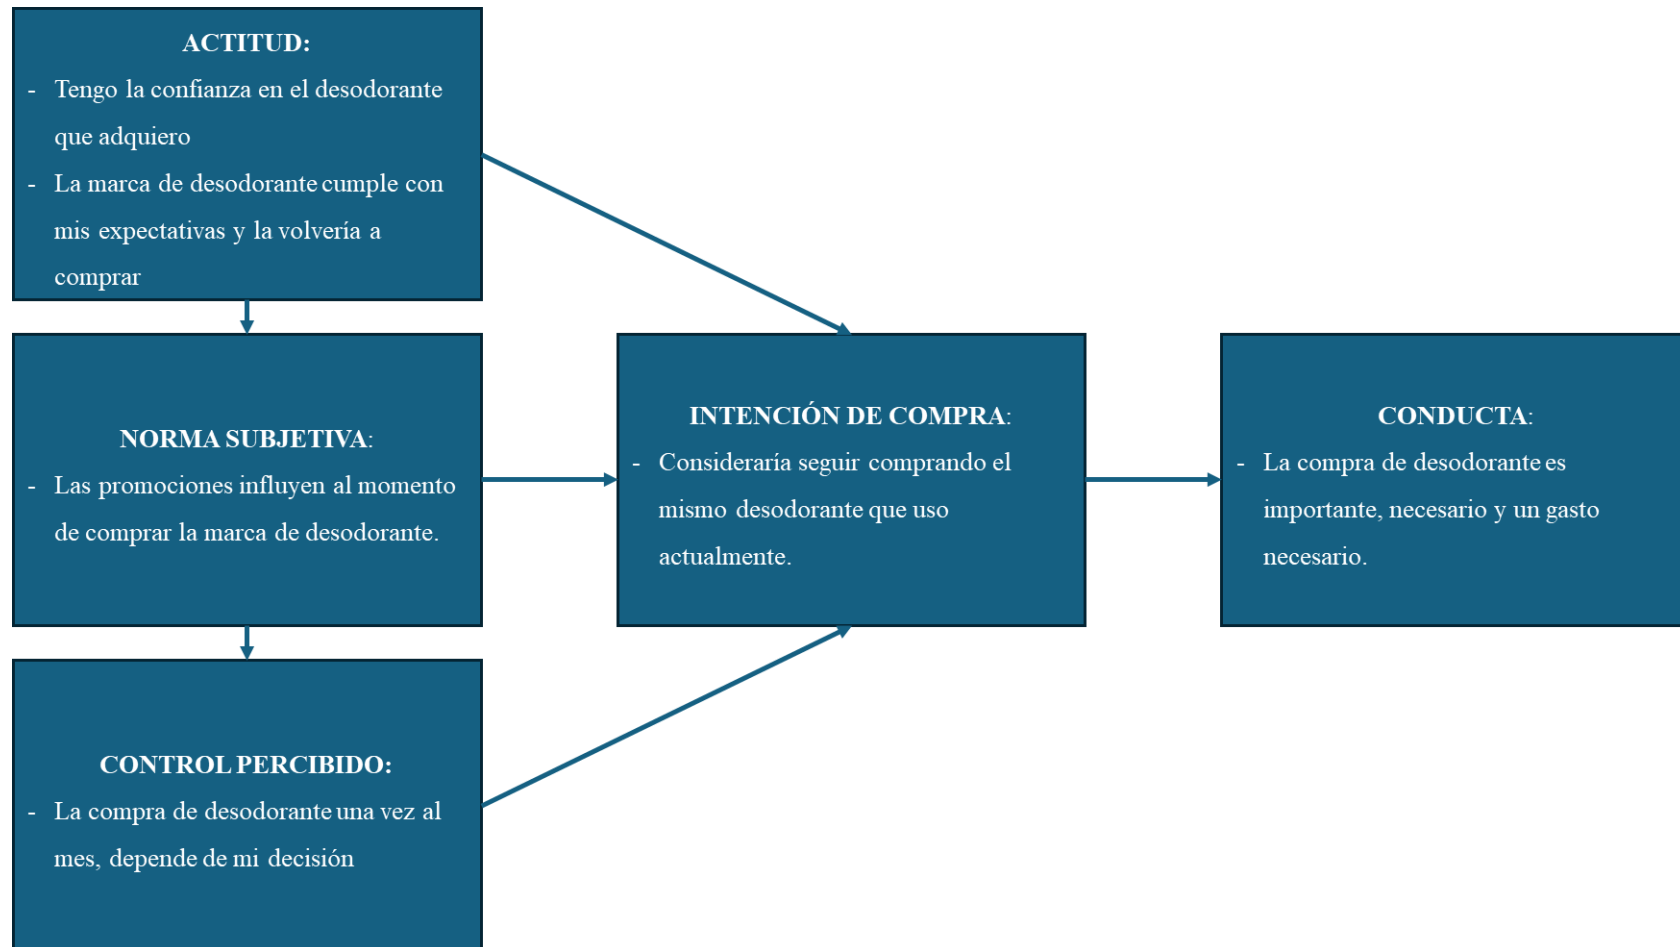 ACTITUD:
- Tengo la confianza en el desodorante
que adquiero
- La marca de desodorante cumple con
mis expectativas y la volvería a
comprar
NORMA SUBJETIVA:
- Las promociones influyen al momento
de comprar la marca de desodorante.
CONTROL PERCIBIDO:
- La compra de desodorante una vez al
mes, depende de mi decisión
INTENCIÓN DE COMPRA:
- Consideraría seguir comprando el
mismo desodorante que uso
actualmente.
CONDUCTA:
- La compra de desodorante es
importante, necesario y un gasto
necesario.